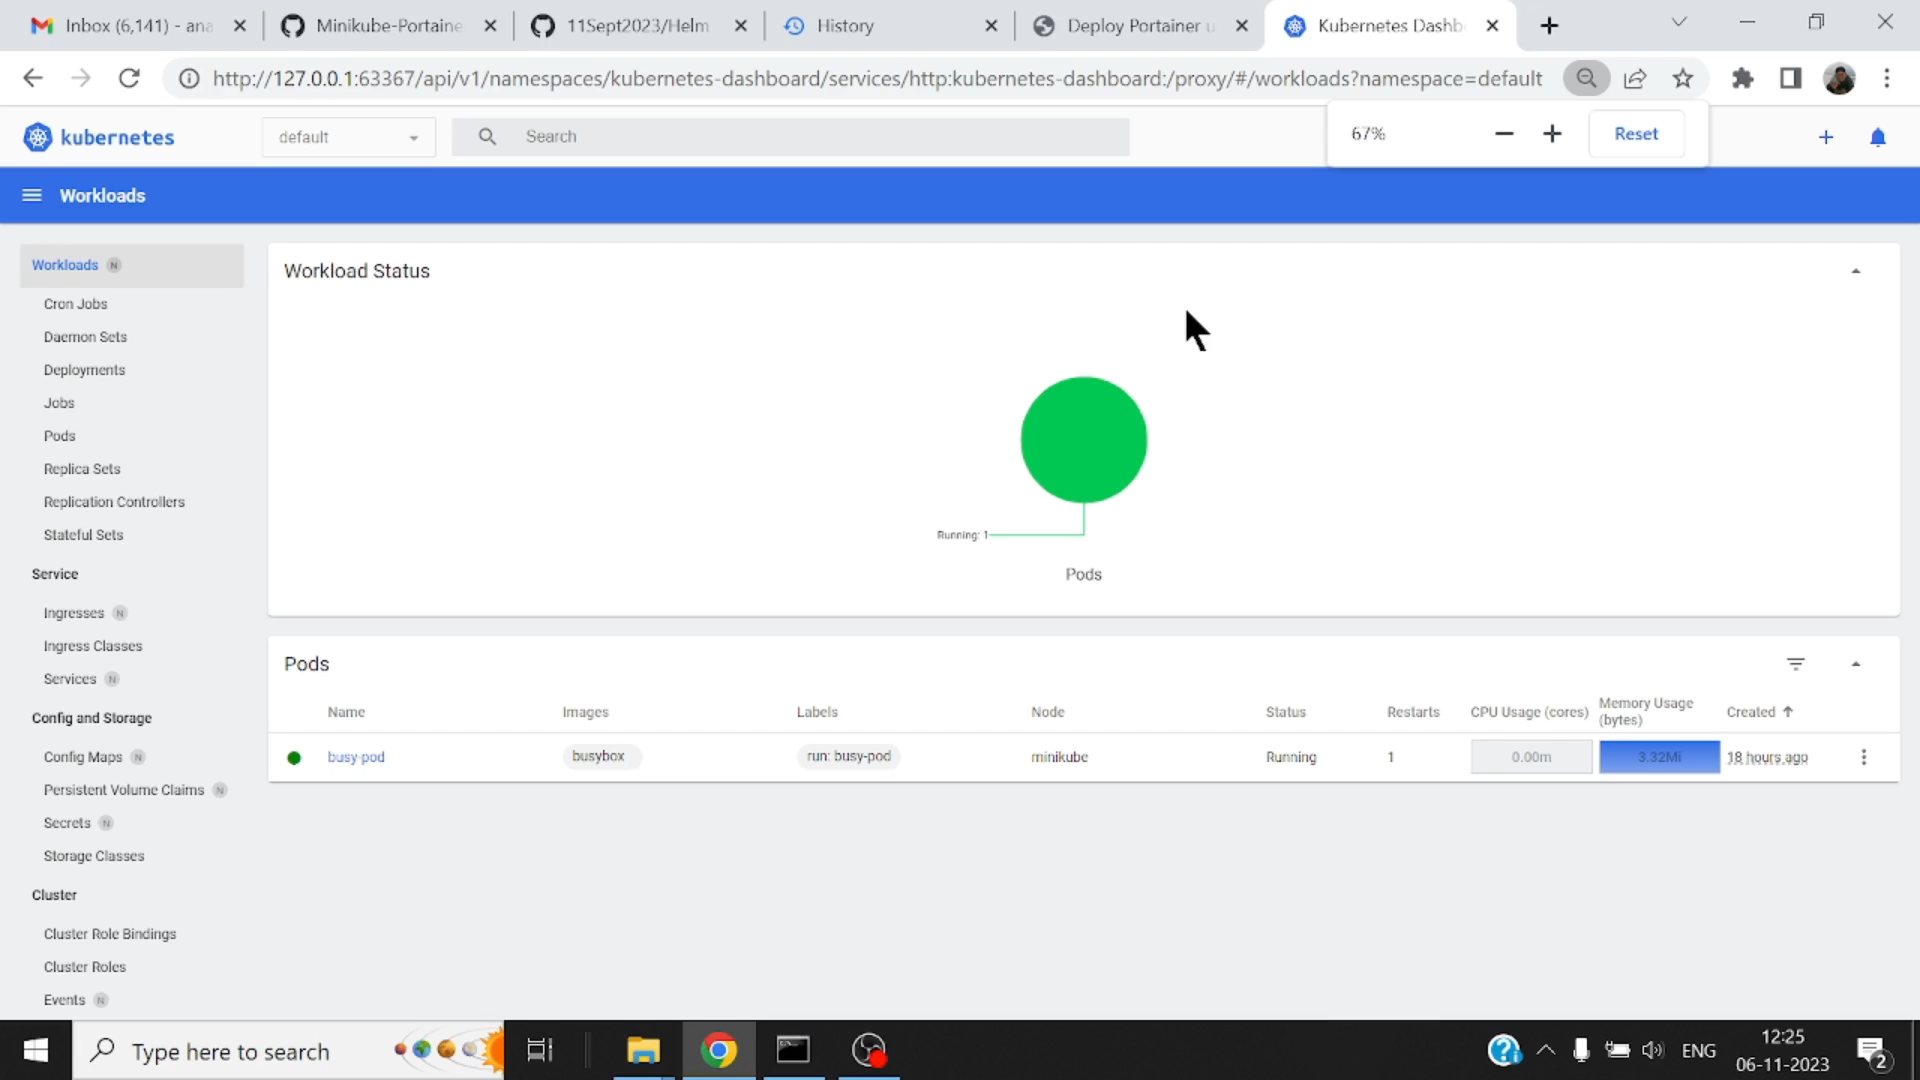 Inbox (6,141) - ana
Minikube-Portaine
11Sept2023/Helm
History
Deploy Portainer u
Kubernetes Dashb
http://127.0.0.1:63367/api/v1/namespaces/kubernetes-dashboard/services/http:kubernetes-dashboard:/proxy/#/workloads?namespace=default
kubernetes
default
Search
67%
Reset
Workloads
Workloads N
Cron Jobs
Daemon Sets
Deployments
Jobs
Pods
Replica Sets
Replication Controllers
Stateful Sets
Service
Ingresses N
Ingress Classes
Services N
Config and Storage
Config Maps N
Persistent Volume Claims N
Secrets N
Storage Classes
Cluster
Cluster Role Bindings
Cluster Roles
Events N
Workload Status
Running: 1
Pods
Pods
Name Images Labels Node Status Restarts CPU Usage (cores) Memory Usage (bytes) Created
busy-pod busybox run: busy-pod minikube Running 1 0.00m 3.32Mi 18 hours ago
Type here to search
ENG
12:25
06-11-2023
2